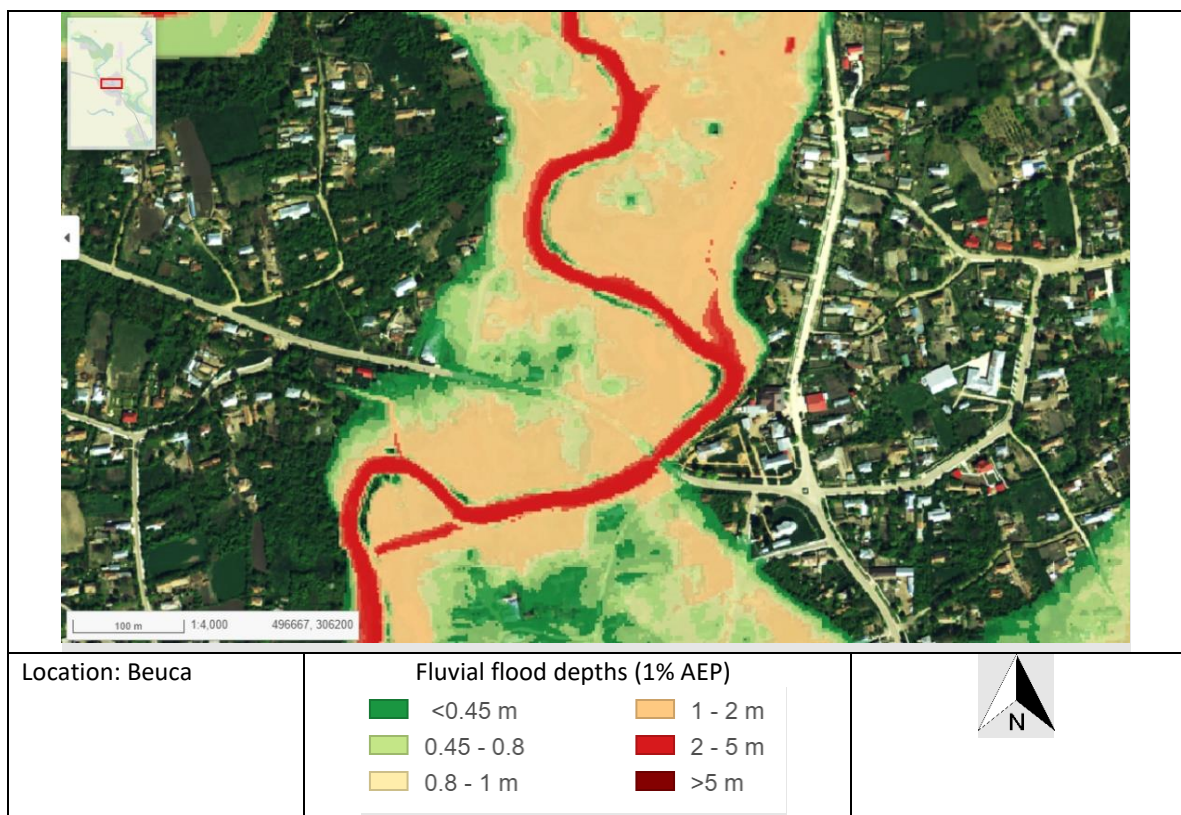 100 m 1:4,000 496667, 306200
Location: Beuca
Fluvial flood depths (1% AEP)
<0.45 m
1 - 2 m
0.45 - 0.8
2 - 5 m
0.8 - 1 m
>5 m
N